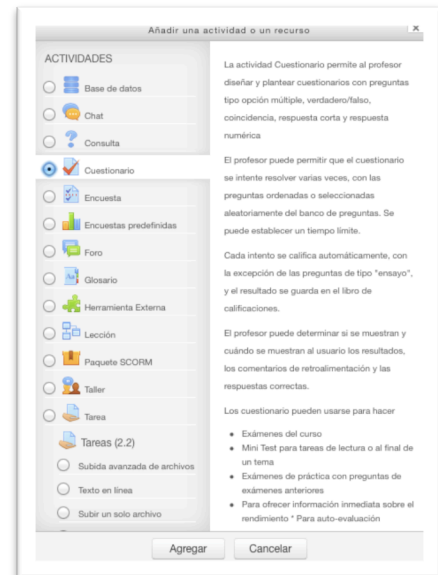 Añadir una actividad o un recurso
ACTIVIDADES
Base de datos
Chat
Consulta
Cuestionario
Encuesta
Encuestas predefinidas
Foro
Glosario
Herramienta Externa
Lección
Paquete SCORM
Taller
Tarea
Tareas (2.2)
Subida avanzada de archivos
Texto en línea
Subir un solo archivo
La actividad Cuestionario permite al profesor
diseñar y plantear cuestionarios con preguntas
tipo opción múltiple, verdadero/falso,
coincidencia, respuesta corta y respuesta
numérica
El profesor puede permitir que el cuestionario
se intente resolver varias veces, con las
preguntas ordenadas o seleccionadas
aleatoriamente del banco de preguntas. Se
puede establecer un tiempo límite.
Cada intento se califica automáticamente, con
la excepción de las preguntas de tipo "ensayo",
y el resultado se guarda en el libro de
calificaciones.
El profesor puede determinar si se muestran y
cuándo se muestran al usuario los resultados,
los comentarios de retroalimentación y las
respuestas correctas.
Los cuestionario pueden usarse para hacer
• Exámenes del curso
• Mini Test para tareas de lectura o al final de
un tema
• Exámenes de práctica con preguntas de
exámenes anteriores
• Para ofrecer información inmediata sobre el
rendimiento * Para auto-evaluación
Agregar
Cancelar